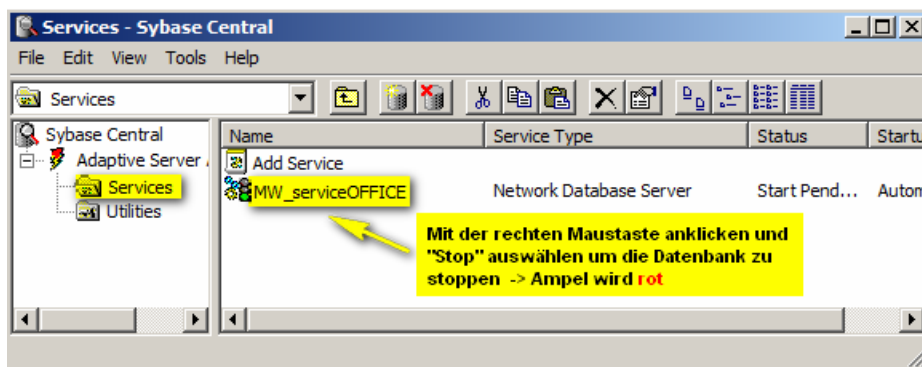 Services - Sybase Central
File Edit View Tools Help
Services
Sybase Central
Adaptive Server
Services
Utilities
Name Service Type Status Startu
Add Service
MW_serviceOFFICE Network Database Server Start Pend... Autom
Mit der rechten Maustaste anklicken und
"Stop" auswählen um die Datenbank zu
stoppen -> Ampel wird rot